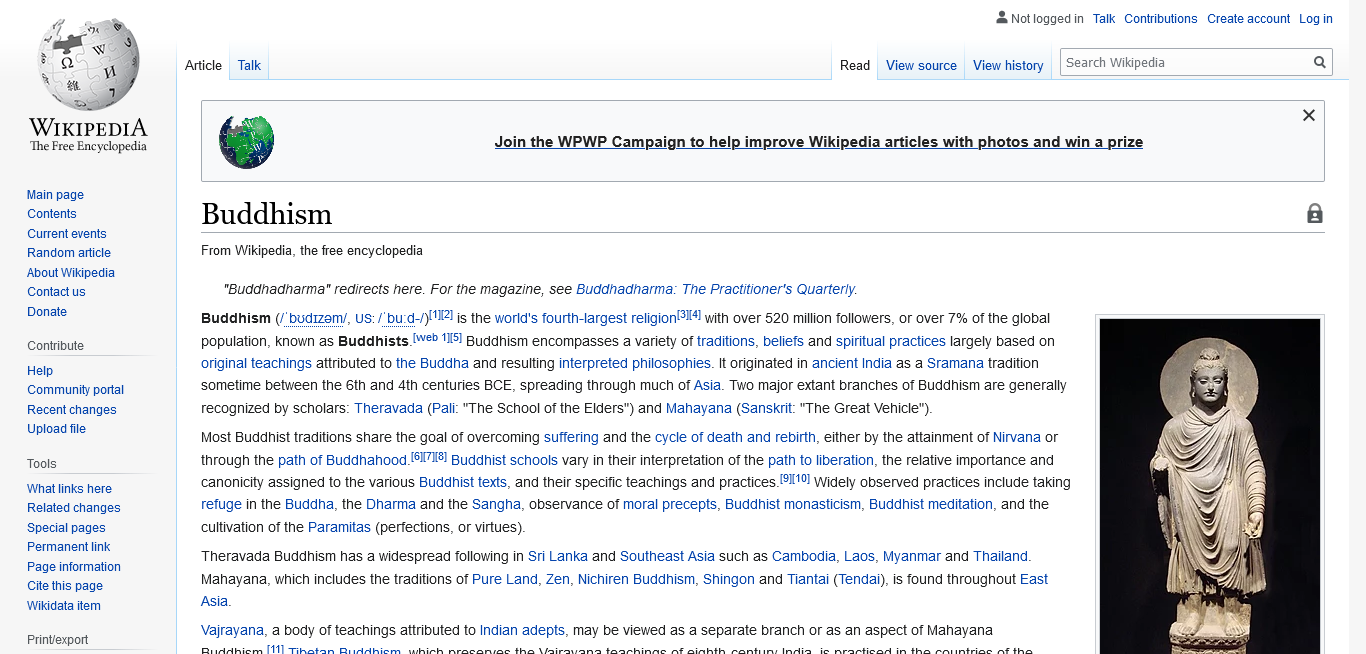 Not logged in Talk Contributions Create account Log in
Article Talk Read View source View history Search Wikipedia
WIKIPEDIA
The Free Encyclopedia
Main page
Contents
Current events
Random article
About Wikipedia
Contact us
Donate
Contribute
Help
Community portal
Recent changes
Upload file
Tools
What links here
Related changes
Special pages
Permanent link
Page information
Cite this page
Wikidata item
Print/export
Join the WPWP Campaign to help improve Wikipedia articles with photos and win a prize
Buddhism
From Wikipedia, the free encyclopedia
"Buddhadharma" redirects here. For the magazine, see Buddhadharma: The Practitioner's Quarterly.
Buddhism (/ˈbʊdɪzəm/, US: /ˈbuːd-/)[1][2] is the world's fourth-largest religion[3][4] with over 520 million followers, or over 7% of the global
population, known as Buddhists.[web 1][5] Buddhism encompasses a variety of traditions, beliefs and spiritual practices largely based on
original teachings attributed to the Buddha and resulting interpreted philosophies. It originated in ancient India as a Sramana tradition
sometime between the 6th and 4th centuries BCE, spreading through much of Asia. Two major extant branches of Buddhism are generally
recognized by scholars: Theravada (Pali: "The School of the Elders") and Mahayana (Sanskrit: "The Great Vehicle").
Most Buddhist traditions share the goal of overcoming suffering and the cycle of death and rebirth, either by the attainment of Nirvana or
through the path of Buddhahood.[6][7][8] Buddhist schools vary in their interpretation of the path to liberation, the relative importance and
canonicity assigned to the various Buddhist texts, and their specific teachings and practices.[9][10] Widely observed practices include taking
refuge in the Buddha, the Dharma and the Sangha, observance of moral precepts, Buddhist monasticism, Buddhist meditation, and the
cultivation of the Paramitas (perfections, or virtues).
Theravada Buddhism has a widespread following in Sri Lanka and Southeast Asia such as Cambodia, Laos, Myanmar and Thailand.
Mahayana, which includes the traditions of Pure Land, Zen, Nichiren Buddhism, Shingon and Tiantai (Tendai), is found throughout East
Asia.
Vajrayana, a body of teachings attributed to Indian adepts, may be viewed as a separate branch or as an aspect of Mahayana
Buddhism.[11] Tibetan Buddhism, which preserves the Vajrayana teachings of eighth-century India, is practised in the countries of the